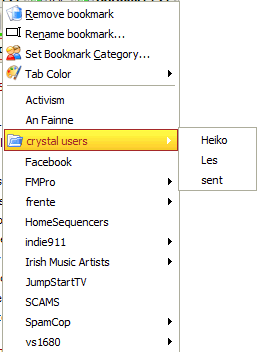 Remove bookmark
Rename bookmark...
Set Bookmark Category...
Tab Color
Activism
An Fainne
crystal users
Heiko
Les
sent
Facebook
FMPro
frente
HomeSequencers
indie911
Irish Music Artists
JumpStartTV
SCAMS
SpamCop
vs1680